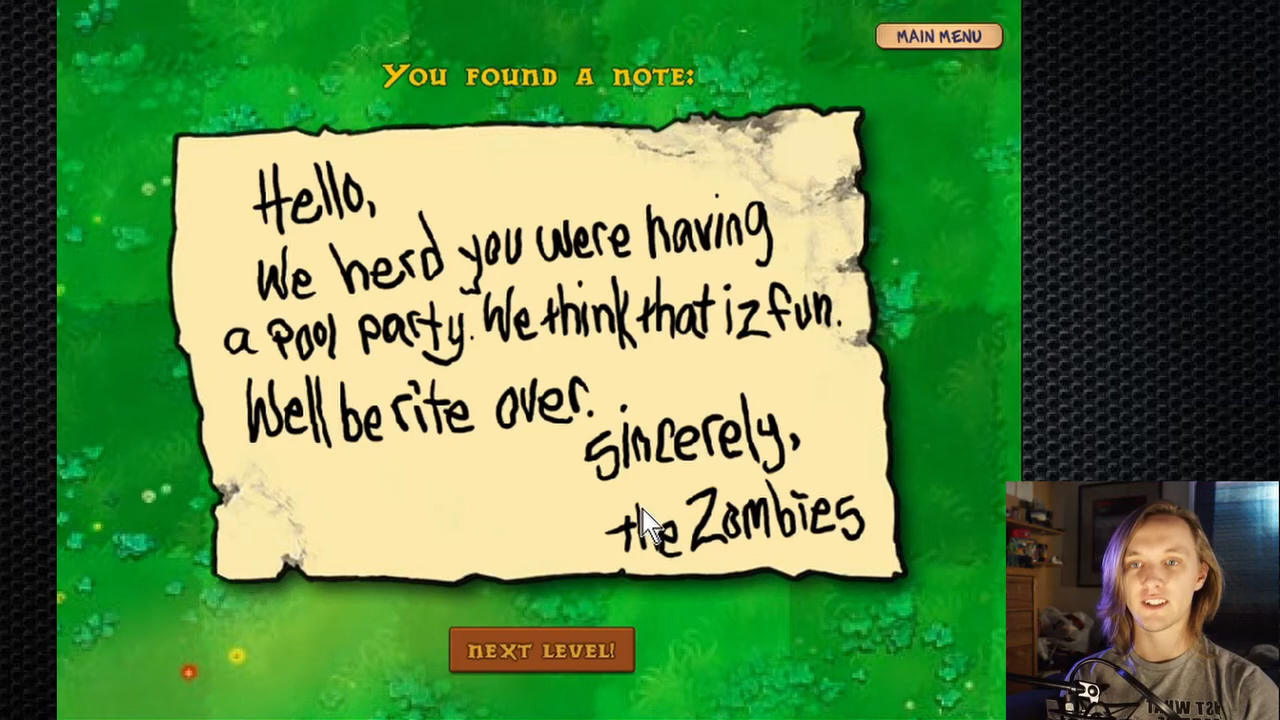 MAIN MENU
You found a note:
Hello,
We herd you were having
a pool party. We think that iz fun.
Well be rite over.
sincerely,
the Zombies
NEXT LEVEL!